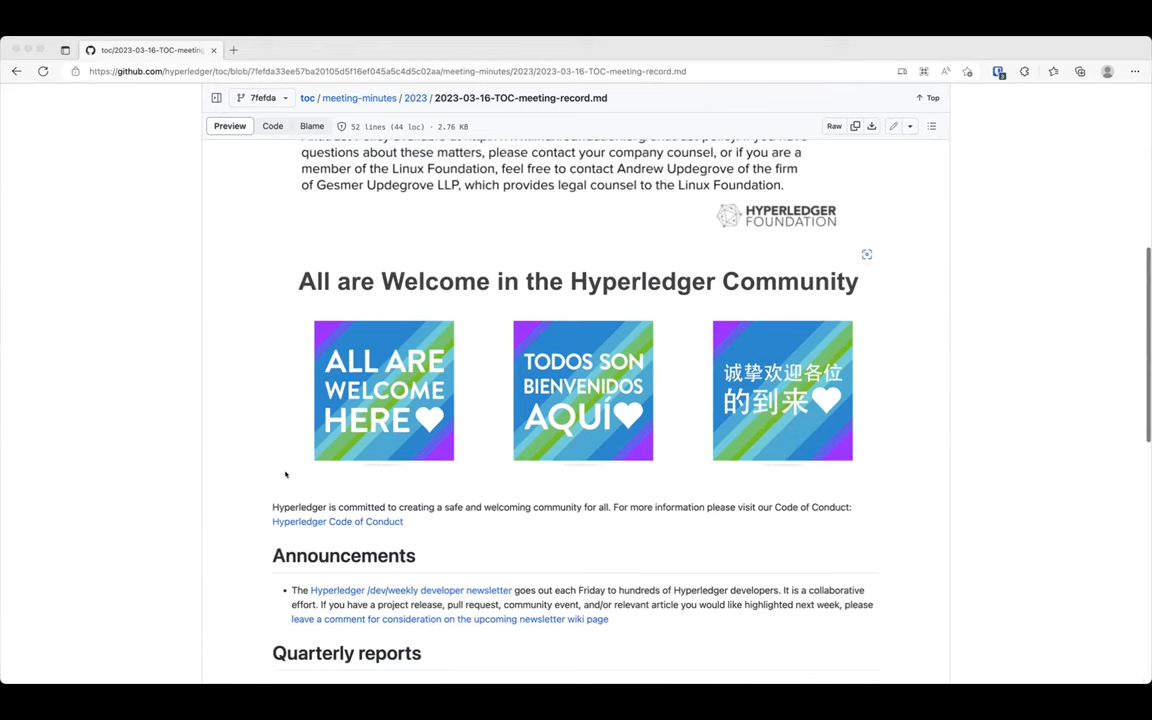 toc/2023-03-16-TOC-meeting
https://github.com/hyperledger/toc/blob/7fefda33ee57ba20105d5f16ef045a5c4d5c02aa/meeting-minutes/2023/2023-03-16-TOC-meeting-record.md
7fefda
toc / meeting-minutes / 2023 / 2023-03-16-TOC-meeting-record.md
Top
Preview Code Blame 52 lines (44 loc) · 2.76 KB
Raw
questions about these matters, please contact your company counsel, or if you are a
member of the Linux Foundation, feel free to contact Andrew Updegrove of the firm
of Gesmer Updegrove LLP, which provides legal counsel to the Linux Foundation.
HYPERLEDGER
FOUNDATION
All are Welcome in the Hyperledger Community
ALL ARE
WELCOME
HERE
TODOS SON
BIENVENIDOS
AQUÍ
诚挚欢迎各位
的到来
Hyperledger is committed to creating a safe and welcoming community for all. For more information please visit our Code of Conduct:
Hyperledger Code of Conduct
Announcements
The Hyperledger /dev/weekly developer newsletter goes out each Friday to hundreds of Hyperledger developers. It is a collaborative
effort. If you have a project release, pull request, community event, and/or relevant article you would like highlighted next week, please
leave a comment for consideration on the upcoming newsletter wiki page
Quarterly reports